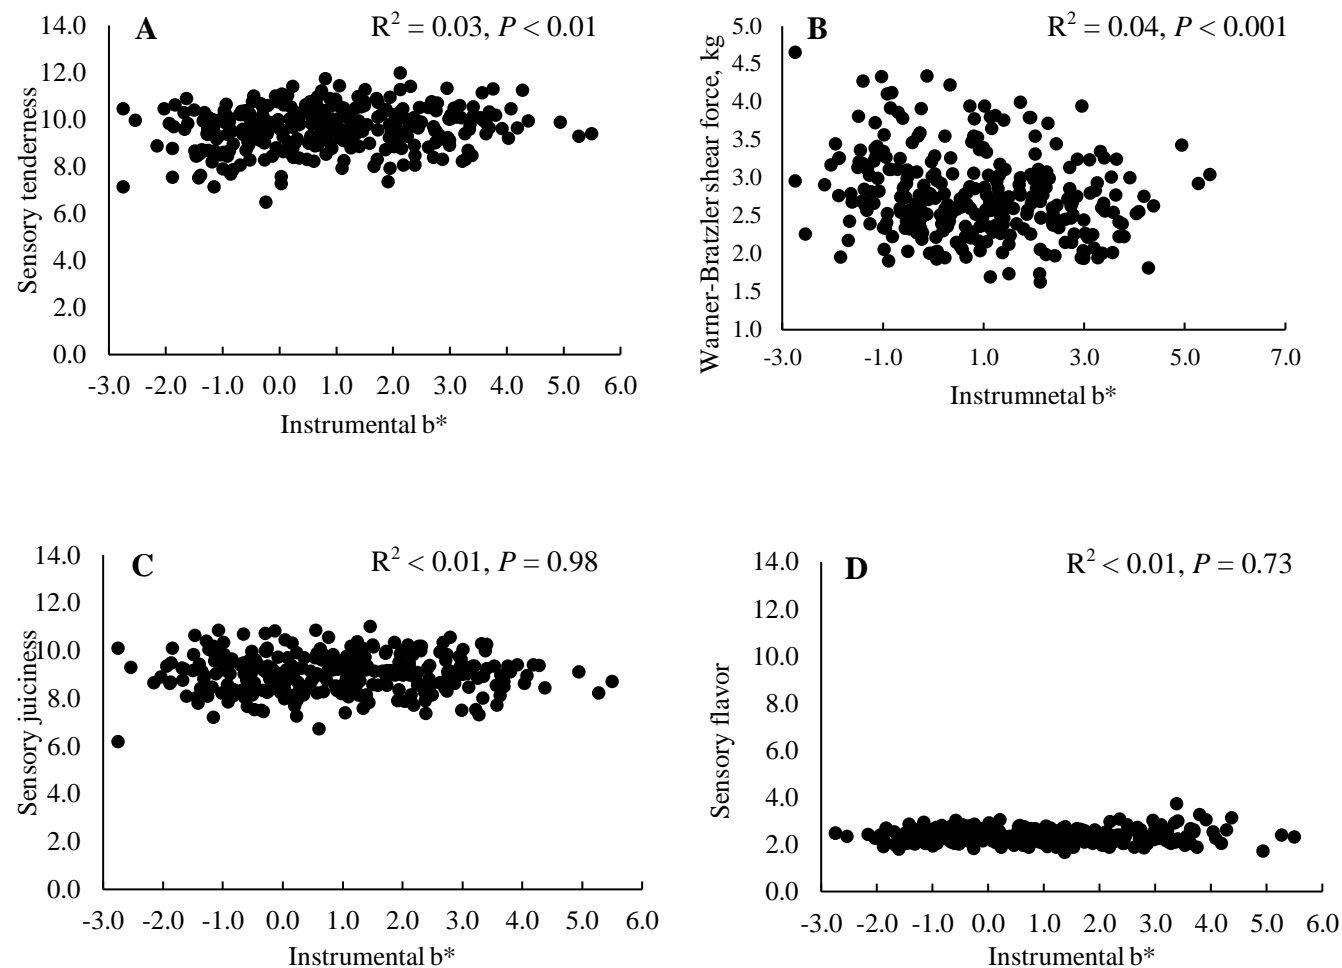 A
R² = 0.03, P < 0.01
Sensory tenderness
14.0
12.0
10.0
8.0
6.0
4.0
2.0
0.0
-3.0 -2.0 -1.0 0.0 1.0 2.0 3.0 4.0 5.0 6.0
Instrumental b*
B
R² = 0.04, P < 0.001
Warner-Bratzler shear force, kg
5.0
4.5
4.0
3.5
3.0
2.5
2.0
1.5
1.0
-3.0 -1.0 1.0 3.0 5.0 7.0
Instrumnetal b*
C
R² < 0.01, P = 0.98
Sensory juiciness
14.0
12.0
10.0
8.0
6.0
4.0
2.0
0.0
-3.0 -2.0 -1.0 0.0 1.0 2.0 3.0 4.0 5.0 6.0
Instrumental b*
D
R² < 0.01, P = 0.73
Sensory flavor
14.0
12.0
10.0
8.0
6.0
4.0
2.0
0.0
-3.0 -2.0 -1.0 0.0 1.0 2.0 3.0 4.0 5.0 6.0
Instrumental b*